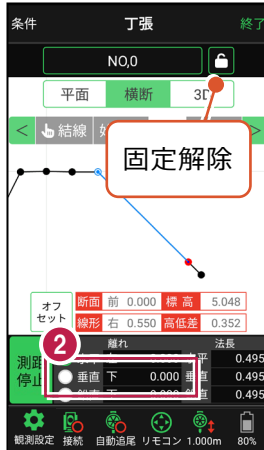 条件 丁張 終了
NO,0
平面 横断 3D
< 結線 >
固定解除
オフセット 断面 前 0.000 標高 5.048
線形 右 0.550 高低差 0.352
離れ 法長
測距停止
0.495
2
垂直 下 0.000 垂直 0.495
0.495
観測設定 接続 自動追尾 リモコン 1.000m 80%